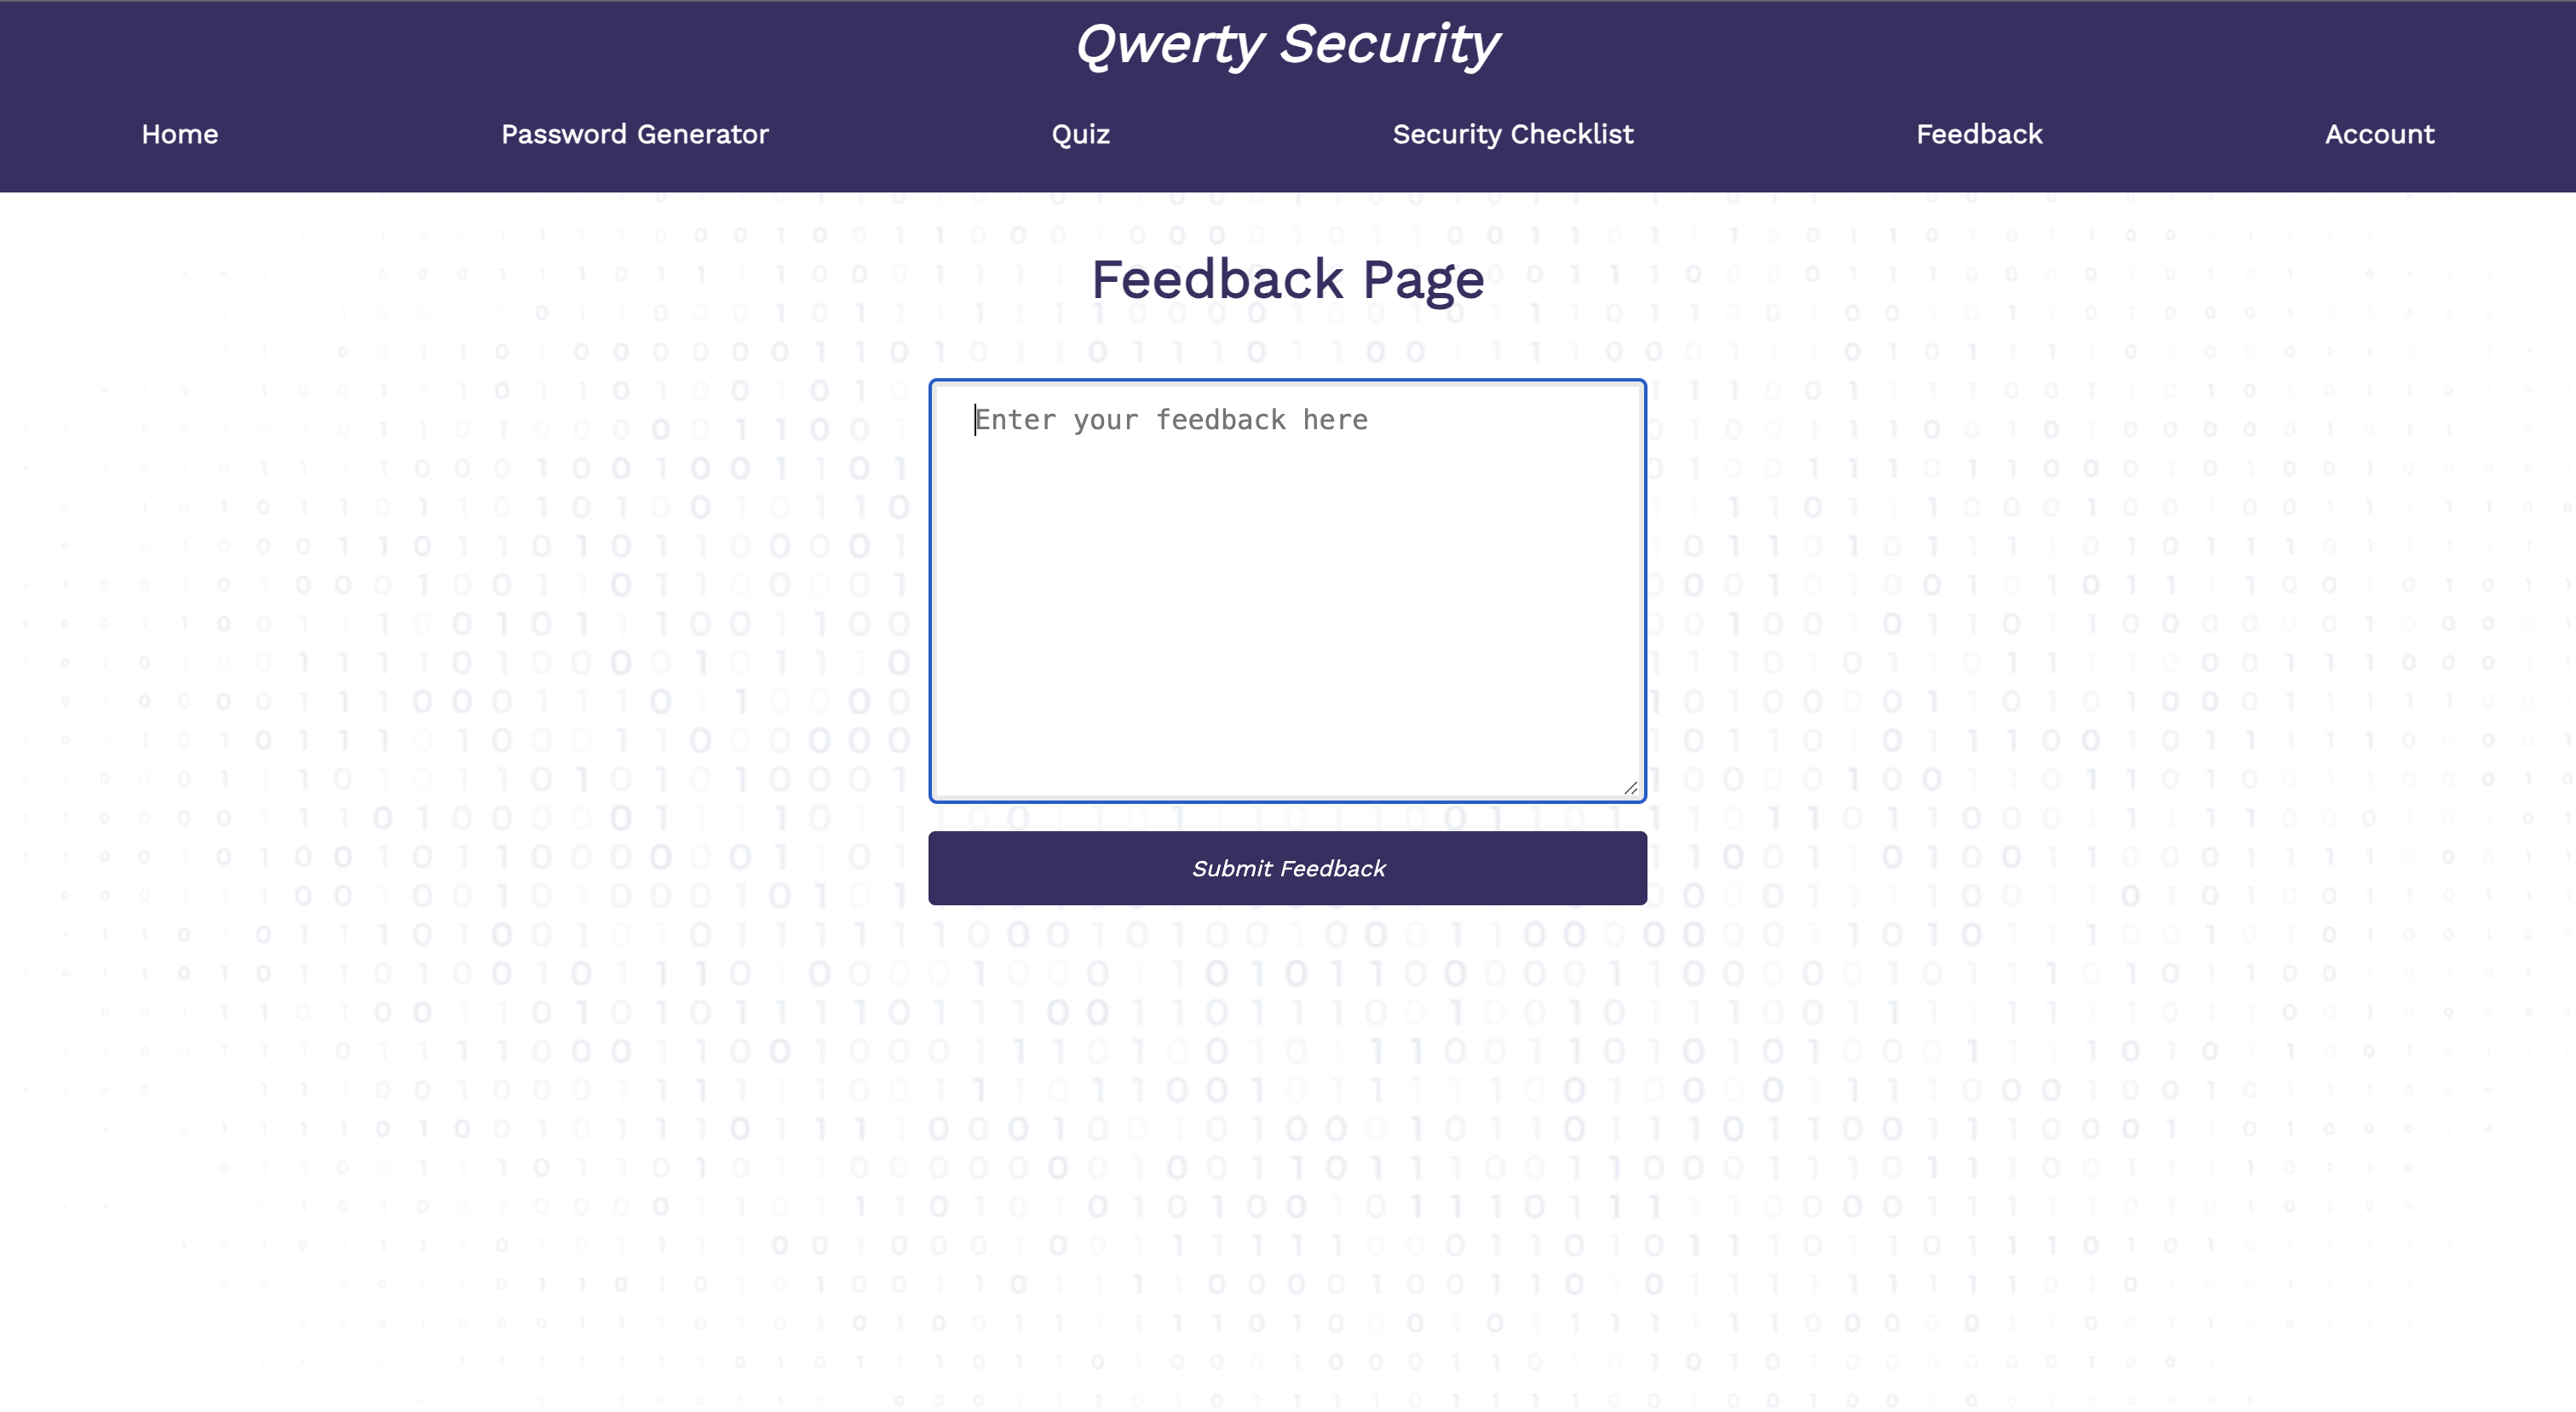 Qwerty Security
Home Password Generator Quiz Security Checklist Feedback Account
Feedback Page
Enter your feedback here
Submit Feedback